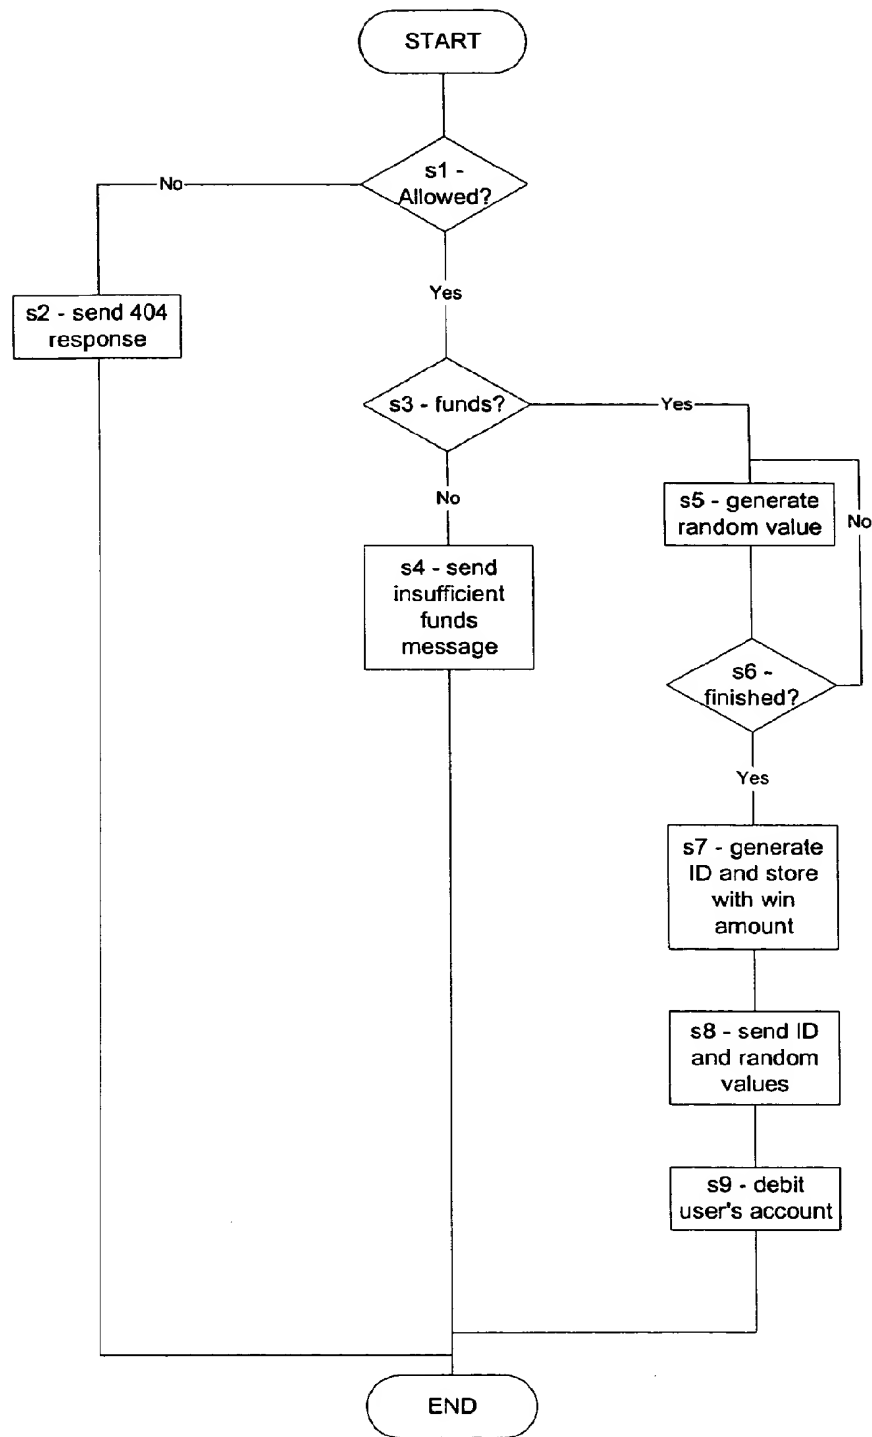 START
s1 -
Allowed?
No
Yes
s2 - send 404
response
s3 - funds?
Yes
No
s5 - generate
random value
No
s4 - send
insufficient
funds
message
s6 -
finished?
Yes
s7 - generate
ID and store
with win
amount
s8 - send ID
and random
values
s9 - debit
user's account
END